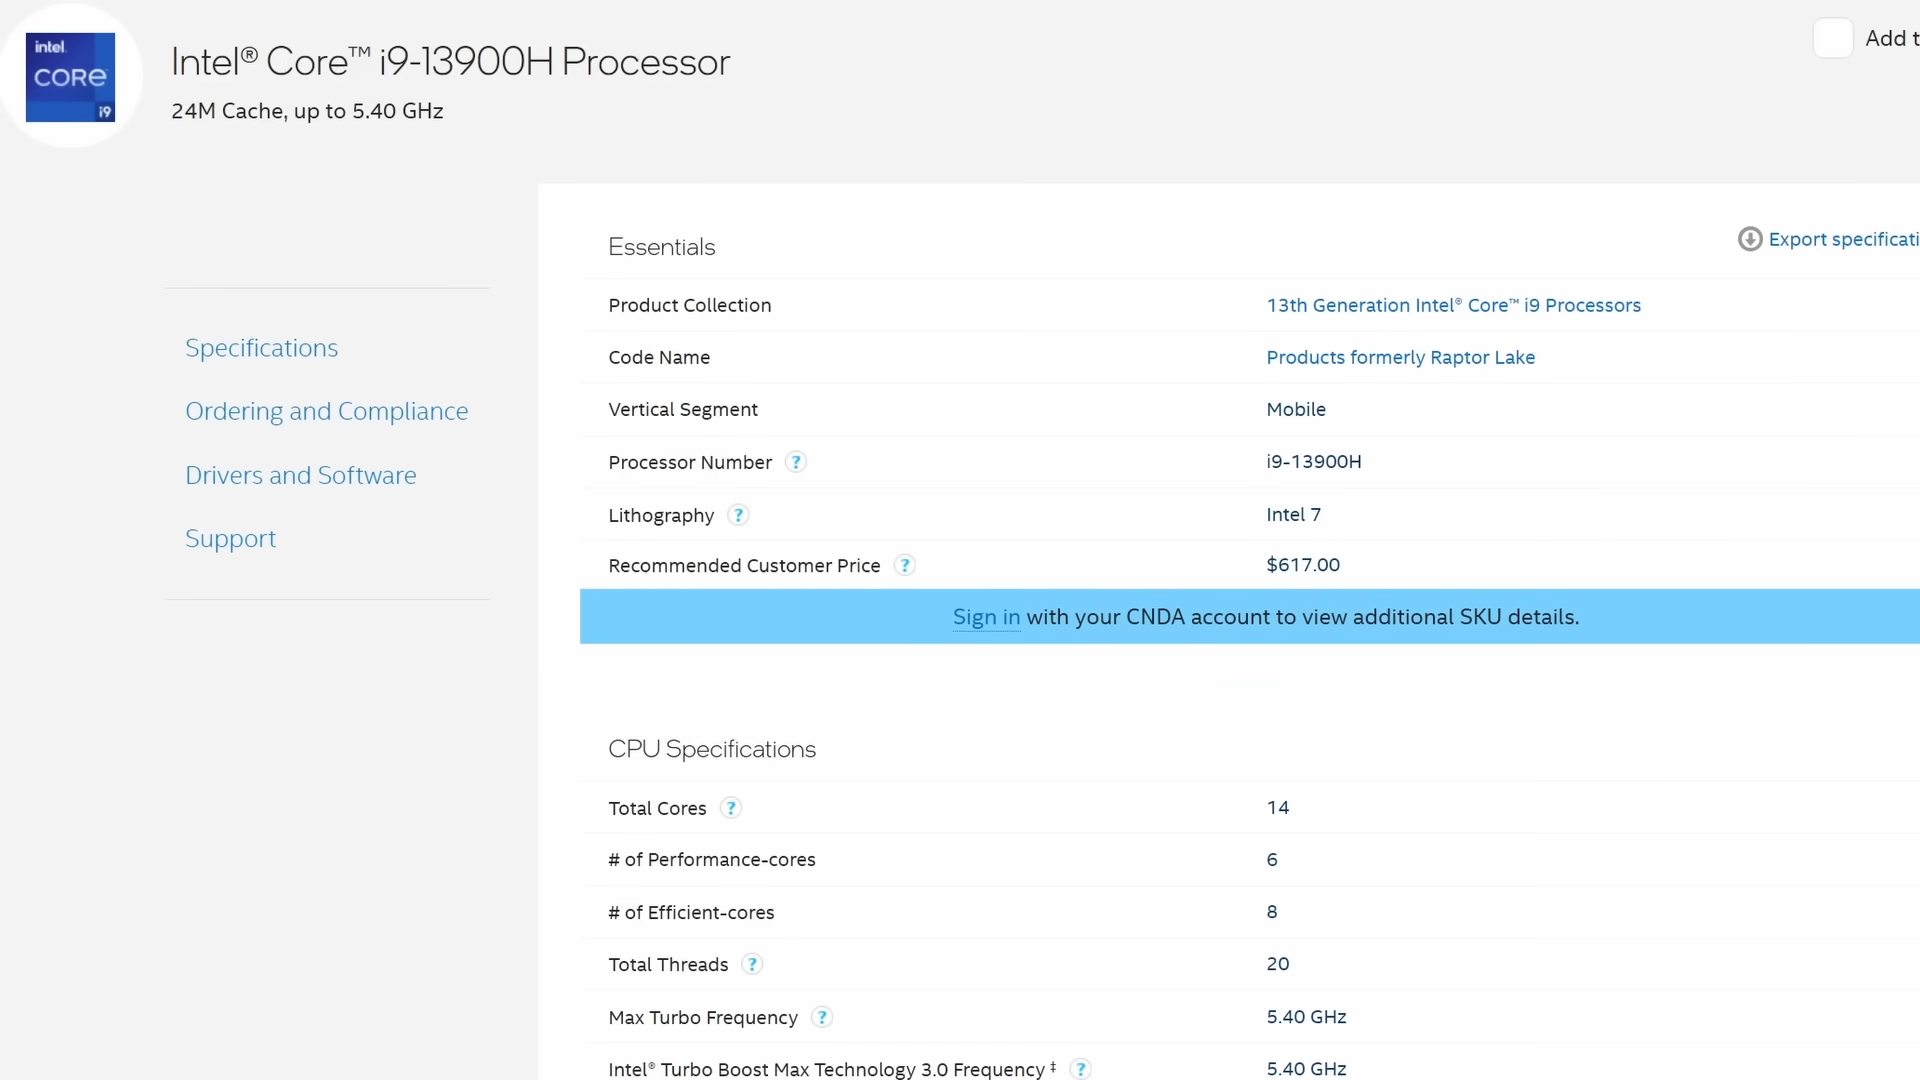 intel.
CORE
i9
Intel® Core™ i9-13900H Processor
24M Cache, up to 5.40 GHz
Add t
Specifications
Ordering and Compliance
Drivers and Software
Support
Essentials
Export specificati
Product Collection 13th Generation Intel® Core™ i9 Processors
Code Name Products formerly Raptor Lake
Vertical Segment Mobile
Processor Number ? i9-13900H
Lithography ? Intel 7
Recommended Customer Price ? $617.00
Sign in with your CNDA account to view additional SKU details.
CPU Specifications
Total Cores ? 14
# of Performance-cores 6
# of Efficient-cores 8
Total Threads ? 20
Max Turbo Frequency ? 5.40 GHz
Intel® Turbo Boost Max Technology 3.0 Frequency ‡ ? 5.40 GHz